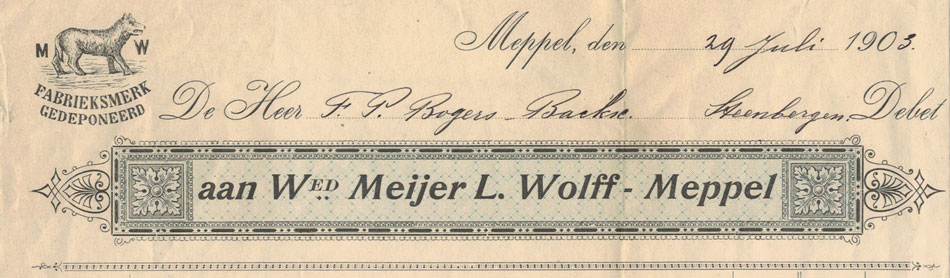 M W
FABRIEKSMERK
GEDEPONEERD
Meppel, den 29 Juli 1903.
De Heer F. P. Bogers-Backx. Steenbergen. Debet
aan WED Meijer L. Wolff - Meppel